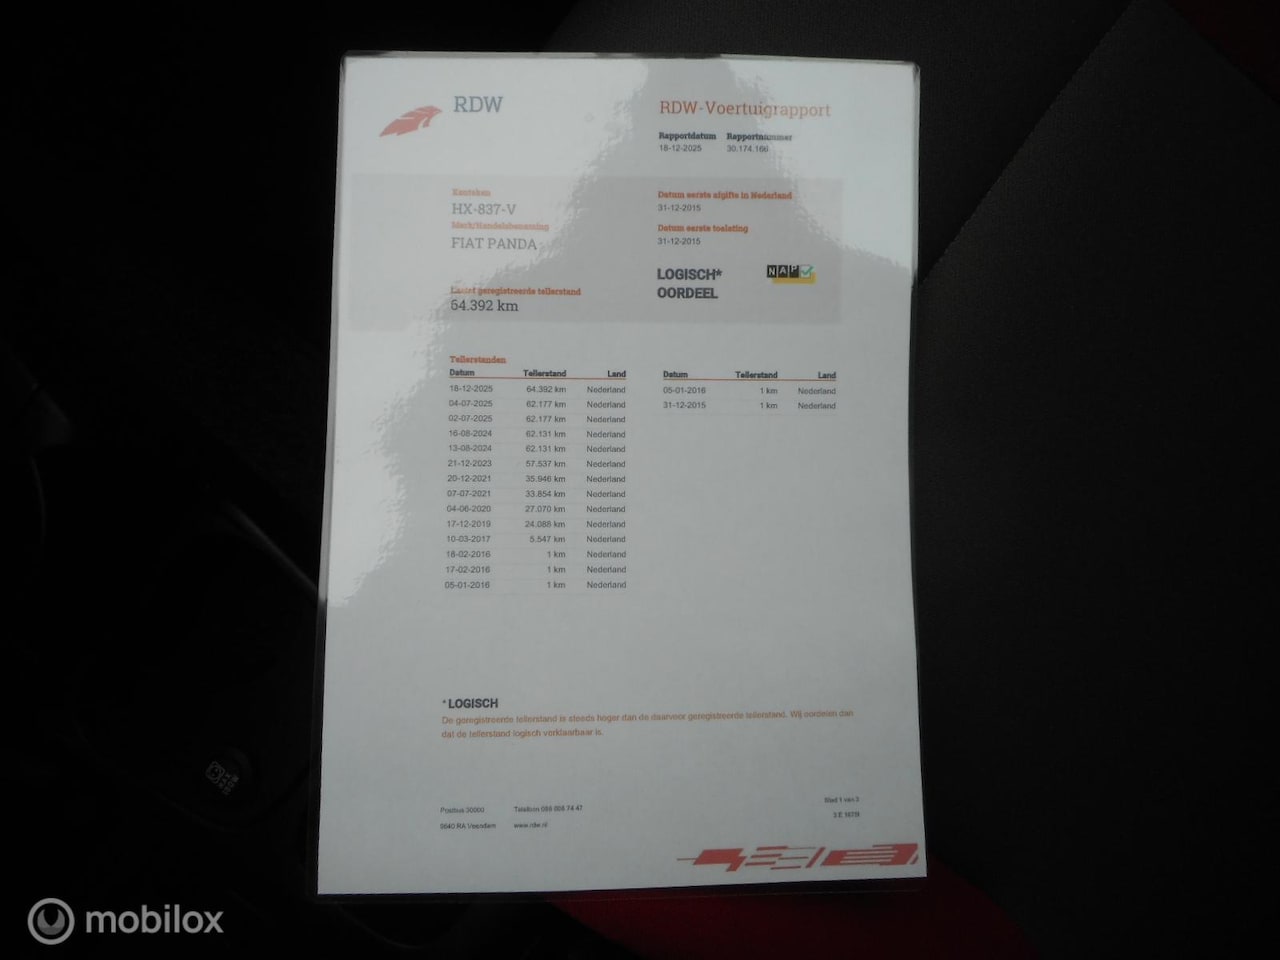 RDW
RDW-Voertuigrapport
Rapportdatum Rapportnummer
18-12-2025 30.174.166
Kenteken
HX-837-V
Merk/Handelsbenaming
FIAT PANDA
Laatst geregistreerde tellerstand
64.392 km
Datum eerste afgifte in Nederland
31-12-2015
Datum eerste toelating
31-12-2015
LOGISCH*
OORDEEL
NAP
Tellerstanden
Datum Tellerstand Land
18-12-2025 64.392 km Nederland
04-07-2025 62.177 km Nederland
02-07-2025 62.177 km Nederland
16-08-2024 62.131 km Nederland
13-08-2024 62.131 km Nederland
21-12-2023 57.537 km Nederland
20-12-2021 35.946 km Nederland
07-07-2021 33.854 km Nederland
04-06-2020 27.070 km Nederland
17-12-2019 24.088 km Nederland
10-03-2017 5.547 km Nederland
18-02-2016 1 km Nederland
17-02-2016 1 km Nederland
05-01-2016 1 km Nederland
Datum Tellerstand Land
05-01-2016 1 km Nederland
31-12-2015 1 km Nederland
*LOGISCH
De geregistreerde tellerstand is steeds hoger dan de daarvoor geregistreerde tellerstand. Wij oordelen dan
dat de tellerstand logisch verklaarbaar is.
Postbus 30000 Telefoon 088 008 74 47
9640 RA Veendam www.rdw.nl
Blad 1 van 3
mobilox